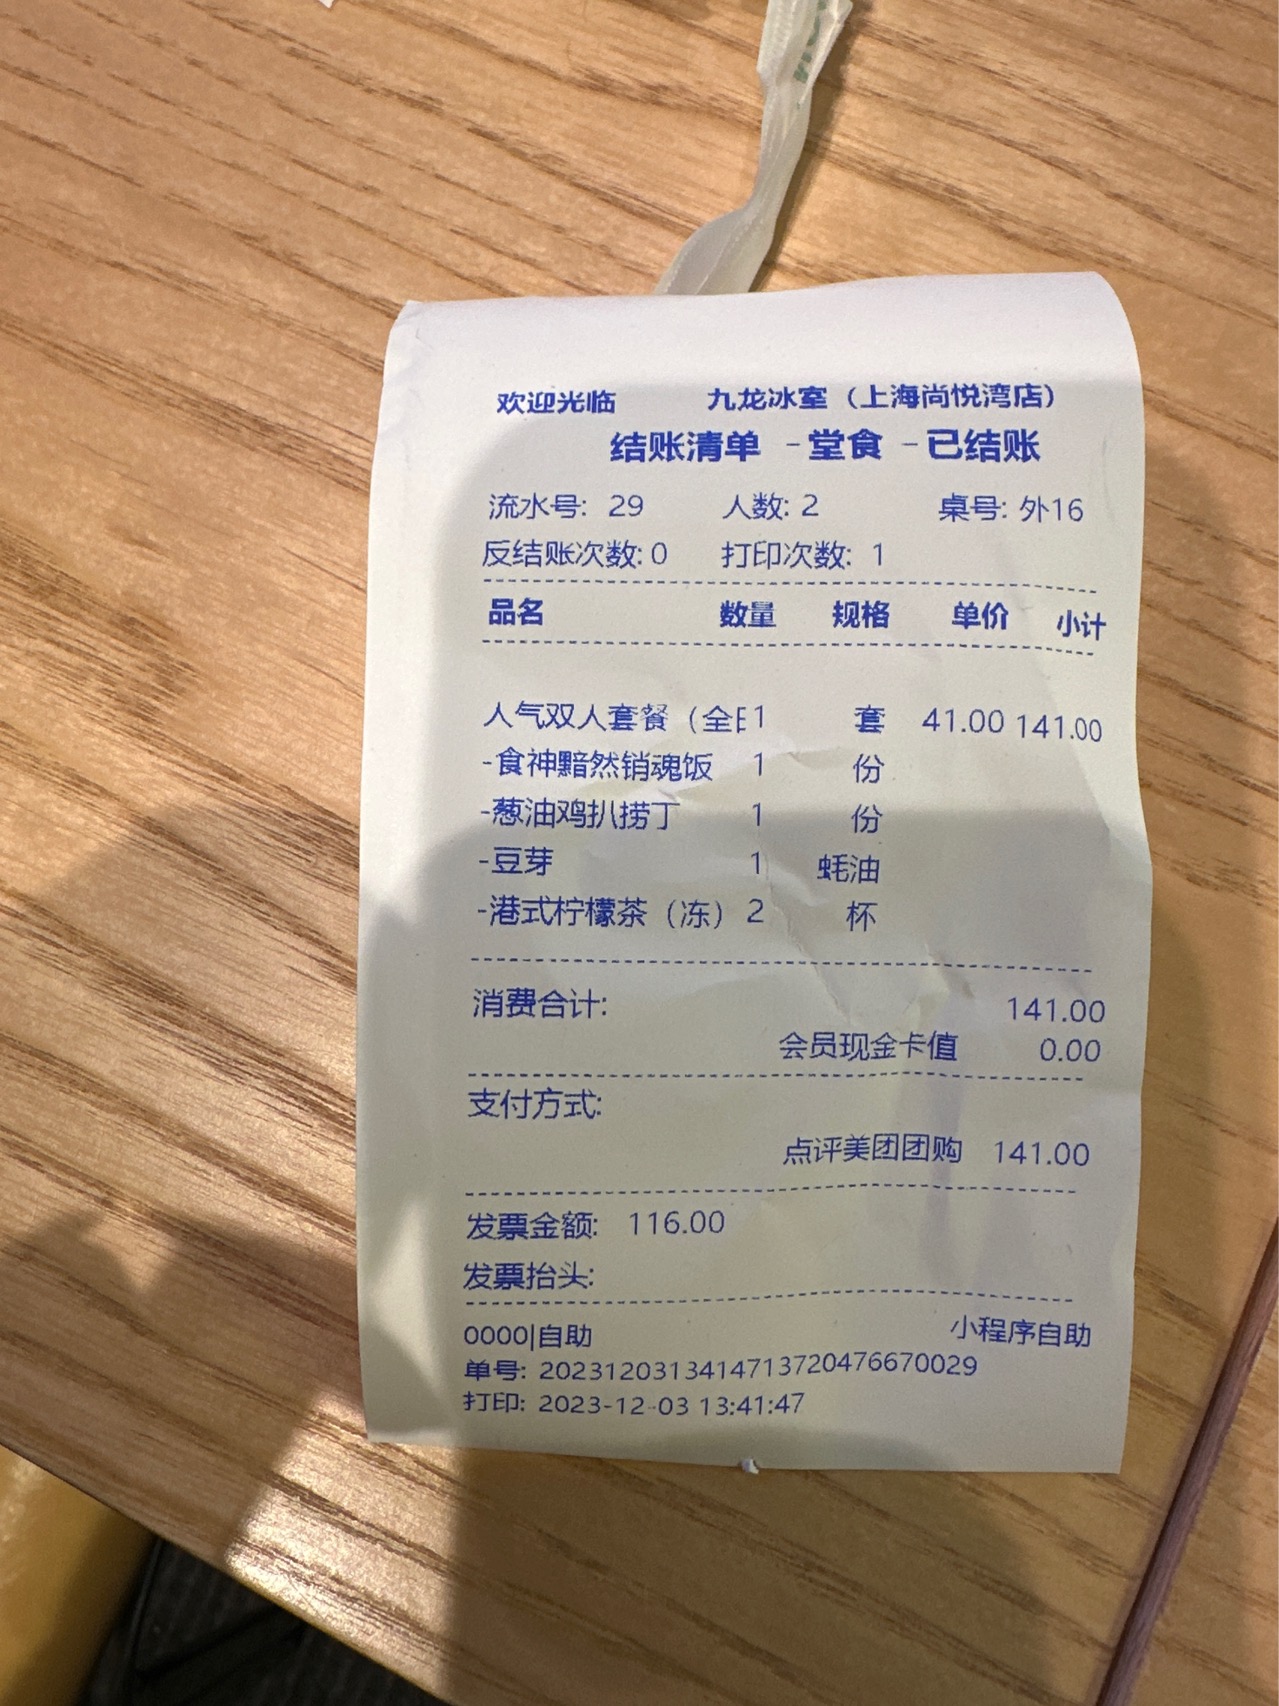 欢迎光临 九龙冰室（上海尚悦湾店）
结账清单 -堂食 -已结账
流水号: 29 人数: 2 桌号: 外16
反结账次数: 0 打印次数: 1
品名 数量 规格 单价 小计
人气双人套餐（全日1 套 41.00 141.00
-食神黯然销魂饭 1 份
-葱油鸡扒捞丁 1 份
-豆芽 1 蚝油
-港式柠檬茶（冻）2 杯
消费合计: 141.00
会员现金卡值 0.00
支付方式:
点评美团团购 141.00
发票金额: 116.00
发票抬头:
0000|自助 小程序自助
单号: 2023120313414713720476670029
打印: 2023-12-03 13:41:47